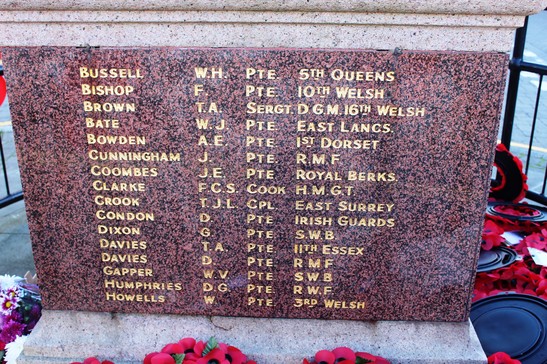 BUSSELL W.H. PTE. 5TH QUEENS
BISHOP F. PTE. 10TH WELSH
BROWN T.A. SERGT. D.G.M. 16TH WELSH
BATE W.J. PTE. EAST LANCS.
BOWDEN A.E. PTE. 1ST DORSET
CUNNINGHAM J. PTE. R.M.F
COOMBES J.E. PTE. ROYAL BERKS.
CLARKE F.C.S. COOK H.M.G.T.
CROOK T.J.L. CPL. EAST SURREY
CONDON D. PTE. IRISH GUARDS
DIXON G. PTE. S.W.B.
DAVIES T.A. PTE. 11TH ESSEX
DAVIES D. PTE. R.M.F
GAPPER W.V. PTE. S.W.B
HUMPHRIES D.G. PTE. R.W.F.
HOWELLS W. PTE. 3RD WELSH